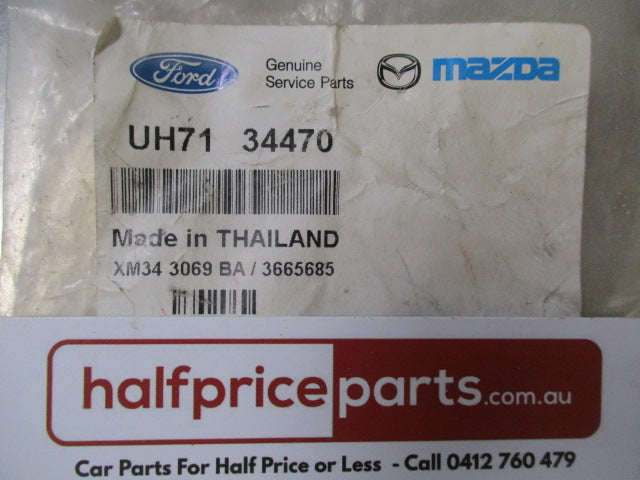 Ford Genuine Service Parts mazda
UH71 34470
Made in THAILAND
XM34 3069 BA / 3665685
halfpriceparts.com.au
Car Parts For Half Price or Less - Call 0412 760 479